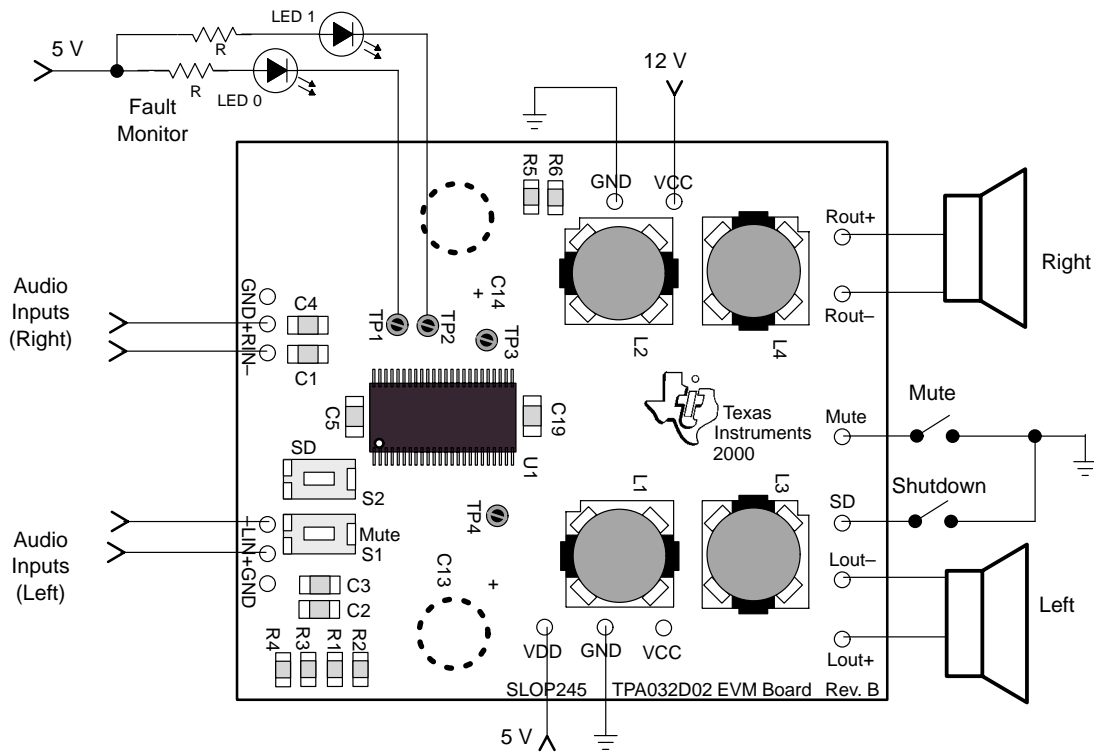 LED 1
5 V
R
R
LED 0
Fault
Monitor
12 V
R5
R6
GND
VCC
Rout+
Right
Rout–
Audio
Inputs
(Right)
GND
+RIN–
C4
C1
TP1
TP2
C14
+
TP3
L2
L4
C5
C19
U1
Texas
Instruments
2000
Mute
Mute
SD
S2
TP4
L1
L3
SD
Shutdown
Audio
Inputs
(Left)
–LIN+
GND
Mute
S1
C3
C2
C13
+
Lout–
Left
Lout+
R4
R3
R1
R2
VDD
GND
VCC
SLOP245 TPA032D02 EVM Board Rev. B
5 V